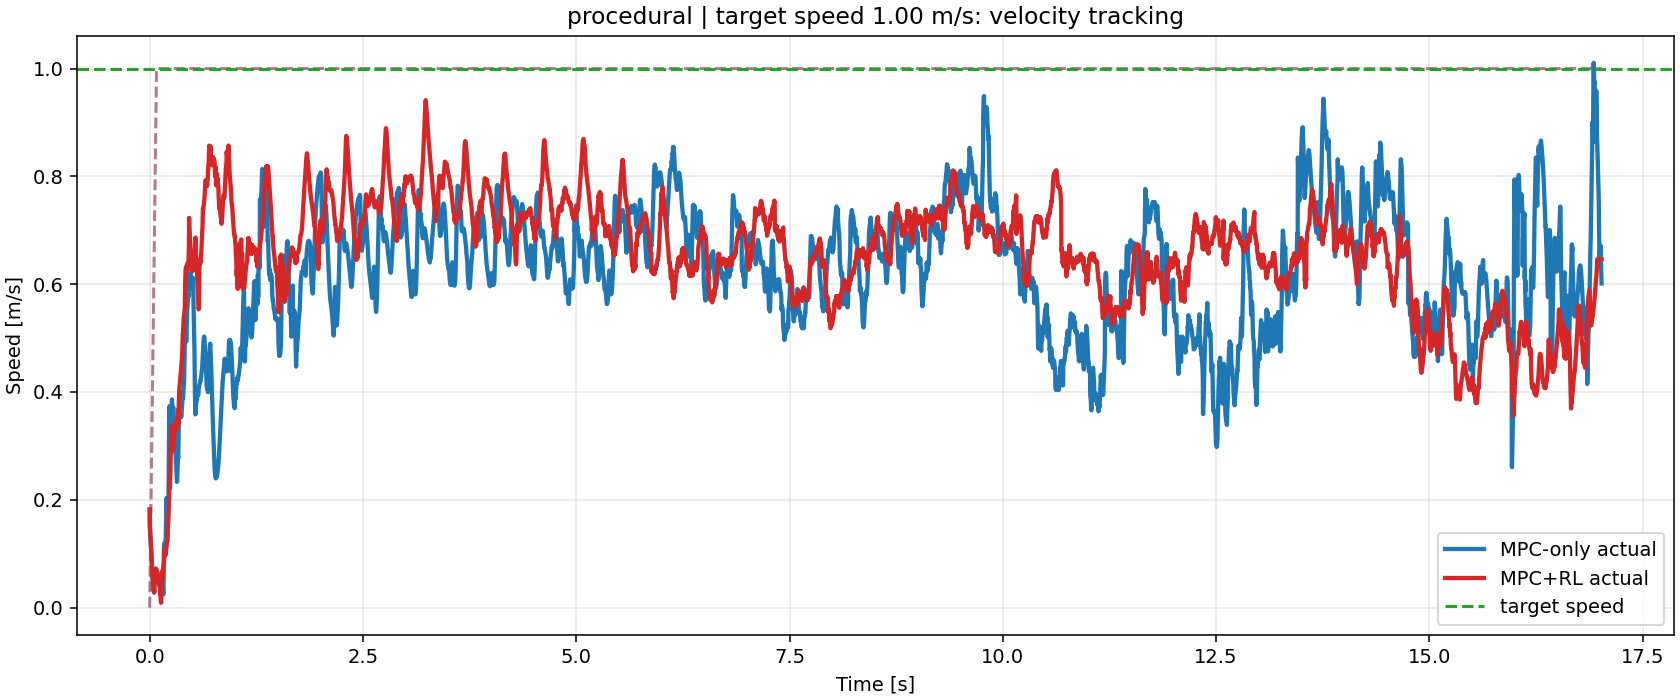 procedural | target speed 1.00 m/s: velocity tracking
Speed [m/s]
1.0
0.8
0.6
0.4
0.2
0.0
MPC-only actual
MPC+RL actual
target speed
0.0 2.5 5.0 7.5 10.0 12.5 15.0 17.5
Time [s]